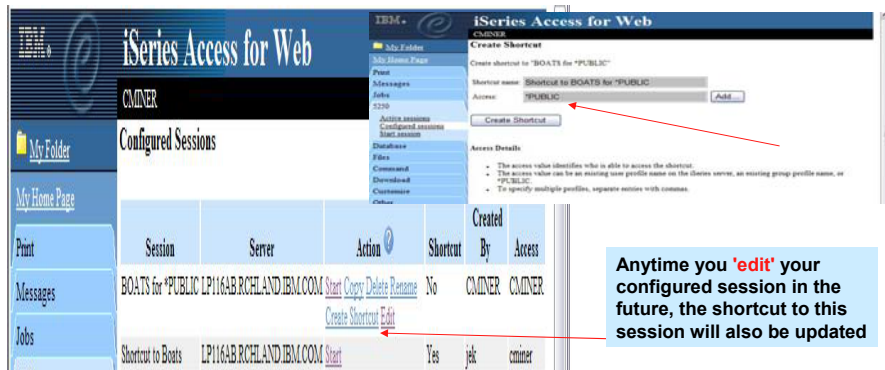 IBM.
iSeries Access for Web
CMINER
My Folder
My Home Page
Print
Messages
Jobs
Configured Sessions
Session Server Action Shortcut Created By Access
BOATS for *PUBLIC LP116AB.RCHLAND.IBM.COM Start Copy Delete Rename No CMINER CMINER
Create Shortcut Edit
Shortcut to Boats LP116AB.RCHLAND.IBM.COM Start Yes jek cminer
IBM.
iSeries Access for Web
CMINER
My Folder
My Home Page
Print
Messages
Jobs
5250
Active sessions
Configured sessions
Start session
Database
Files
Command
Download
Customize
Other
Create Shortcut
Create shortcut to "BOATS for *PUBLIC"
Shortcut name: Shortcut to BOATS for *PUBLIC
Access: *PUBLIC Add...
Create Shortcut
Access Details
The access value identifies who is able to access the shortcut.
The access value can be an existing user profile name on the iSeries server, an existing group profile name, or
*PUBLIC.
To specify multiple profiles, separate entries with commas.
Anytime you 'edit' your
configured session in the
future, the shortcut to this
session will also be updated